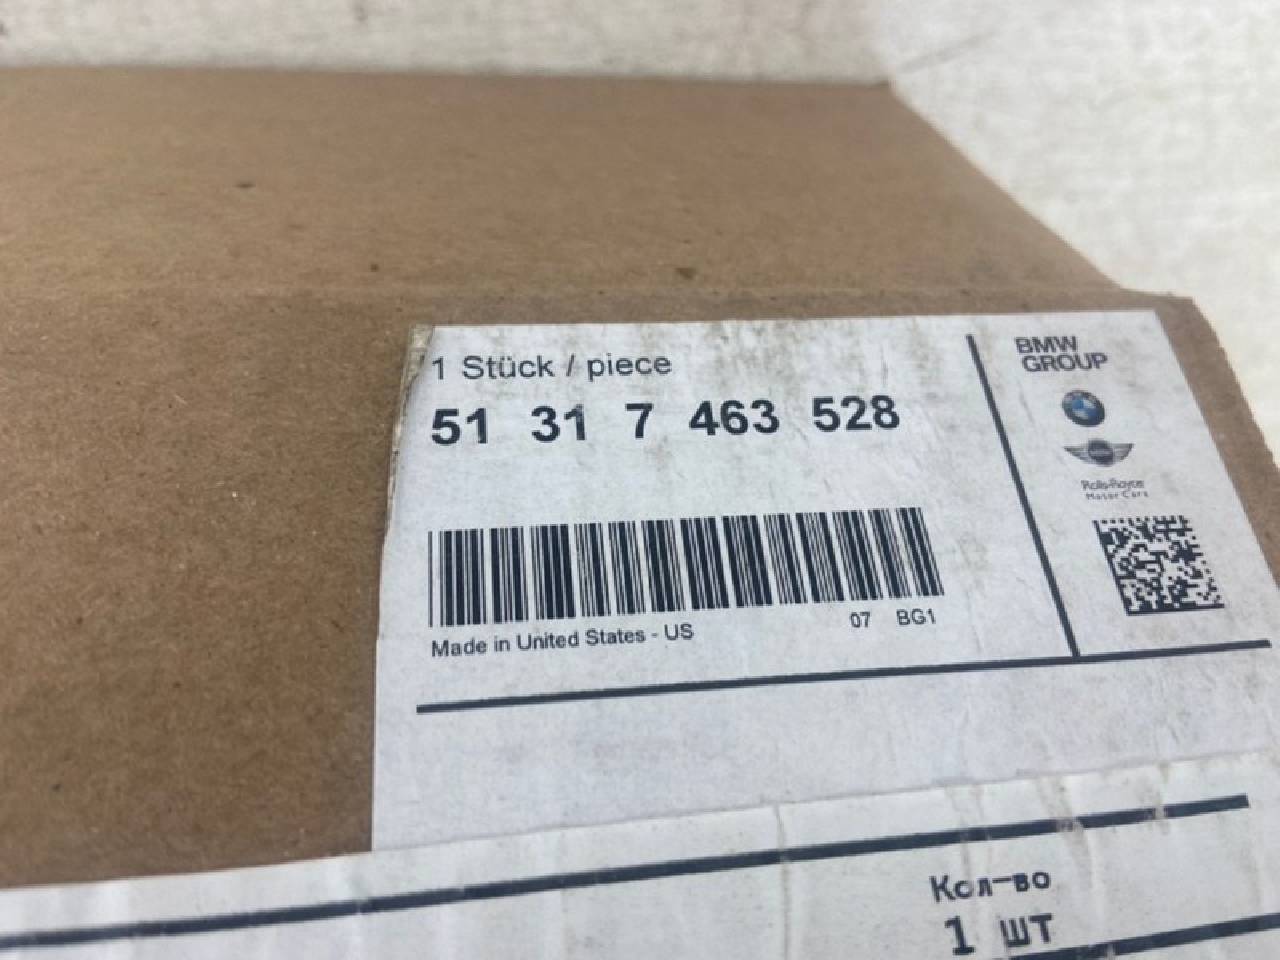 1 Stück / piece
51 31 7 463 528
Made in United States - US
07 BG1
BMW
GROUP
Rolls-Royce
Motor Cars
Кол-во
1 шт